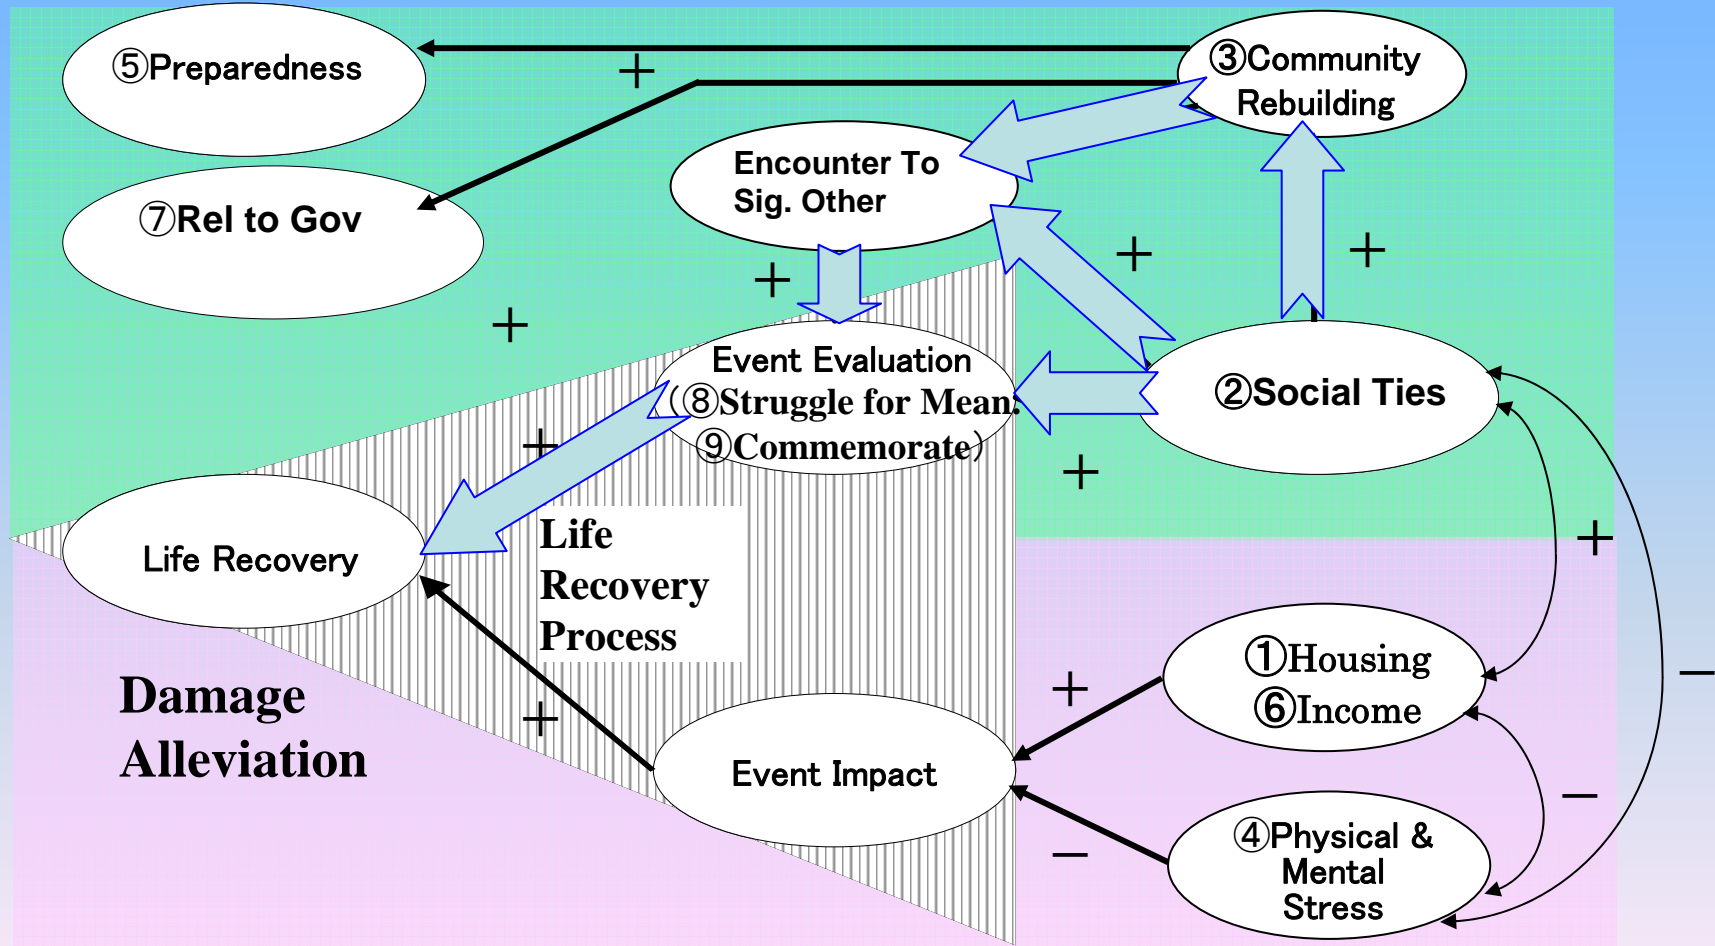 ⑤Preparedness
③Community
Rebuilding
+
Encounter To
Sig. Other
⑦Rel to Gov
+
+
+
+
Event Evaluation
(⑧Struggle for Mean.
⑨Commemorate)
②Social Ties
+
+
Life Recovery
Life
Recovery
Process
+
①Housing
⑥Income
+
−
Damage
Alleviation
+
Event Impact
−
④Physical &
Mental
Stress
−